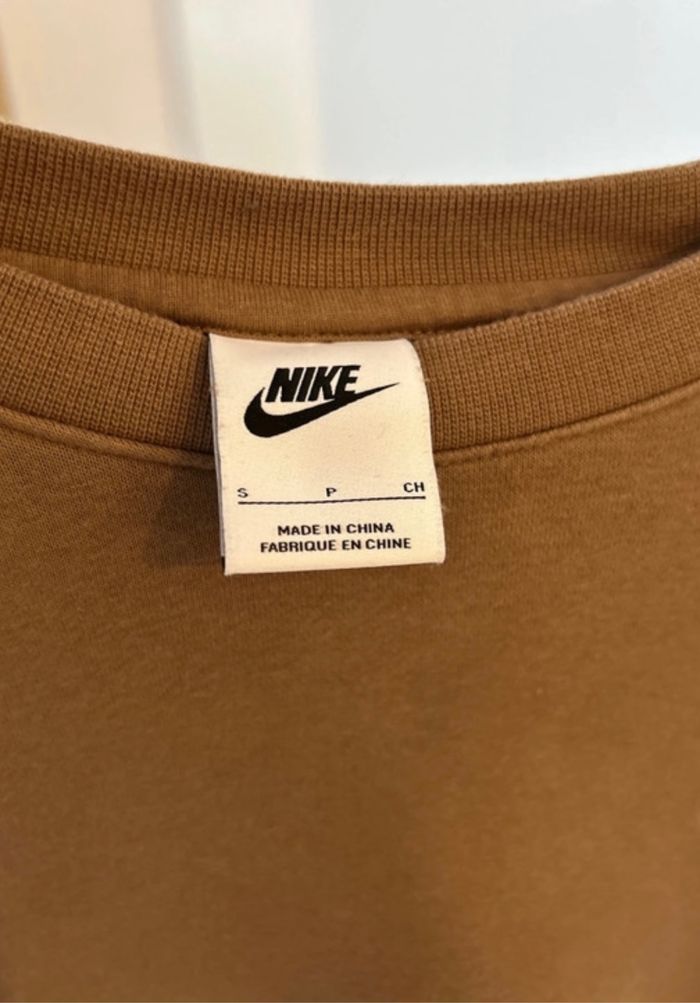 NIKE
S P CH
MADE IN CHINA
FABRIQUE EN CHINE